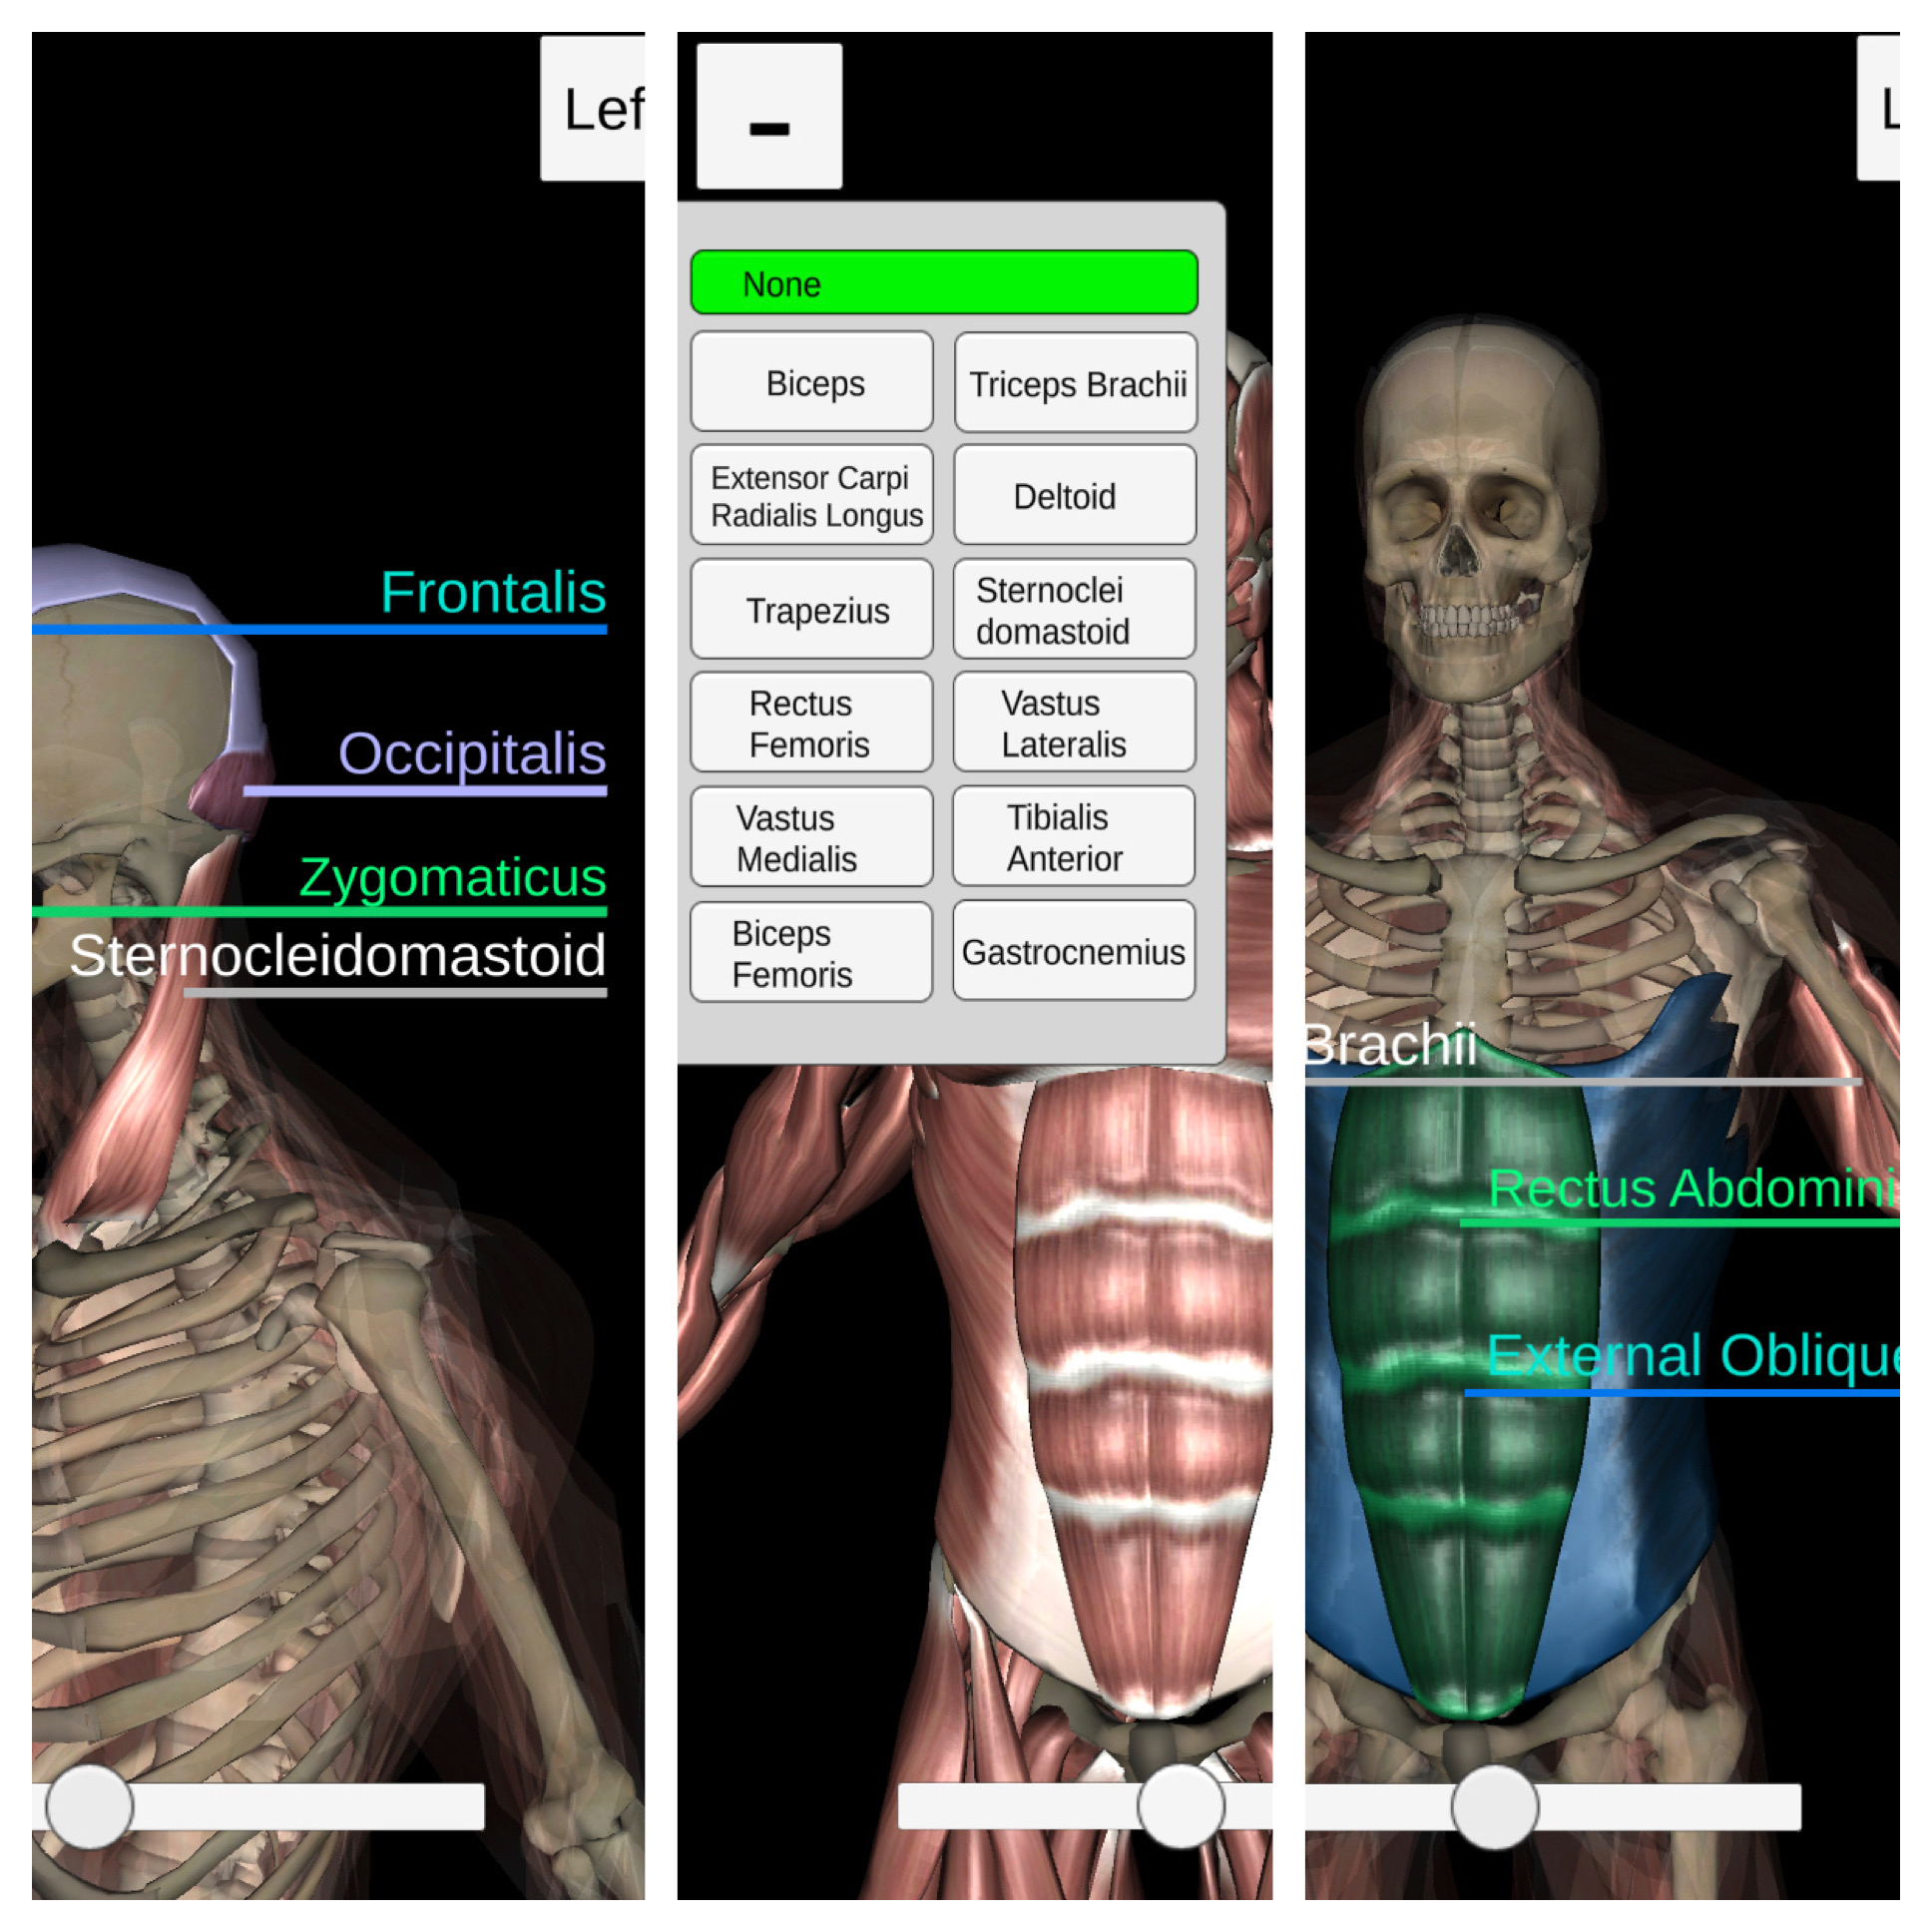 Lef
Frontalis
Occipitalis
Zygomaticus
Sternocleidomastoid
-
None
Biceps
Triceps Brachii
Extensor Carpi
Radialis Longus
Deltoid
Trapezius
Sternoclei
domastoid
Rectus
Femoris
Vastus
Lateralis
Vastus
Medialis
Tibialis
Anterior
Biceps
Femoris
Gastrocnemius
L
Brachii
Rectus Abdomini
External Oblique